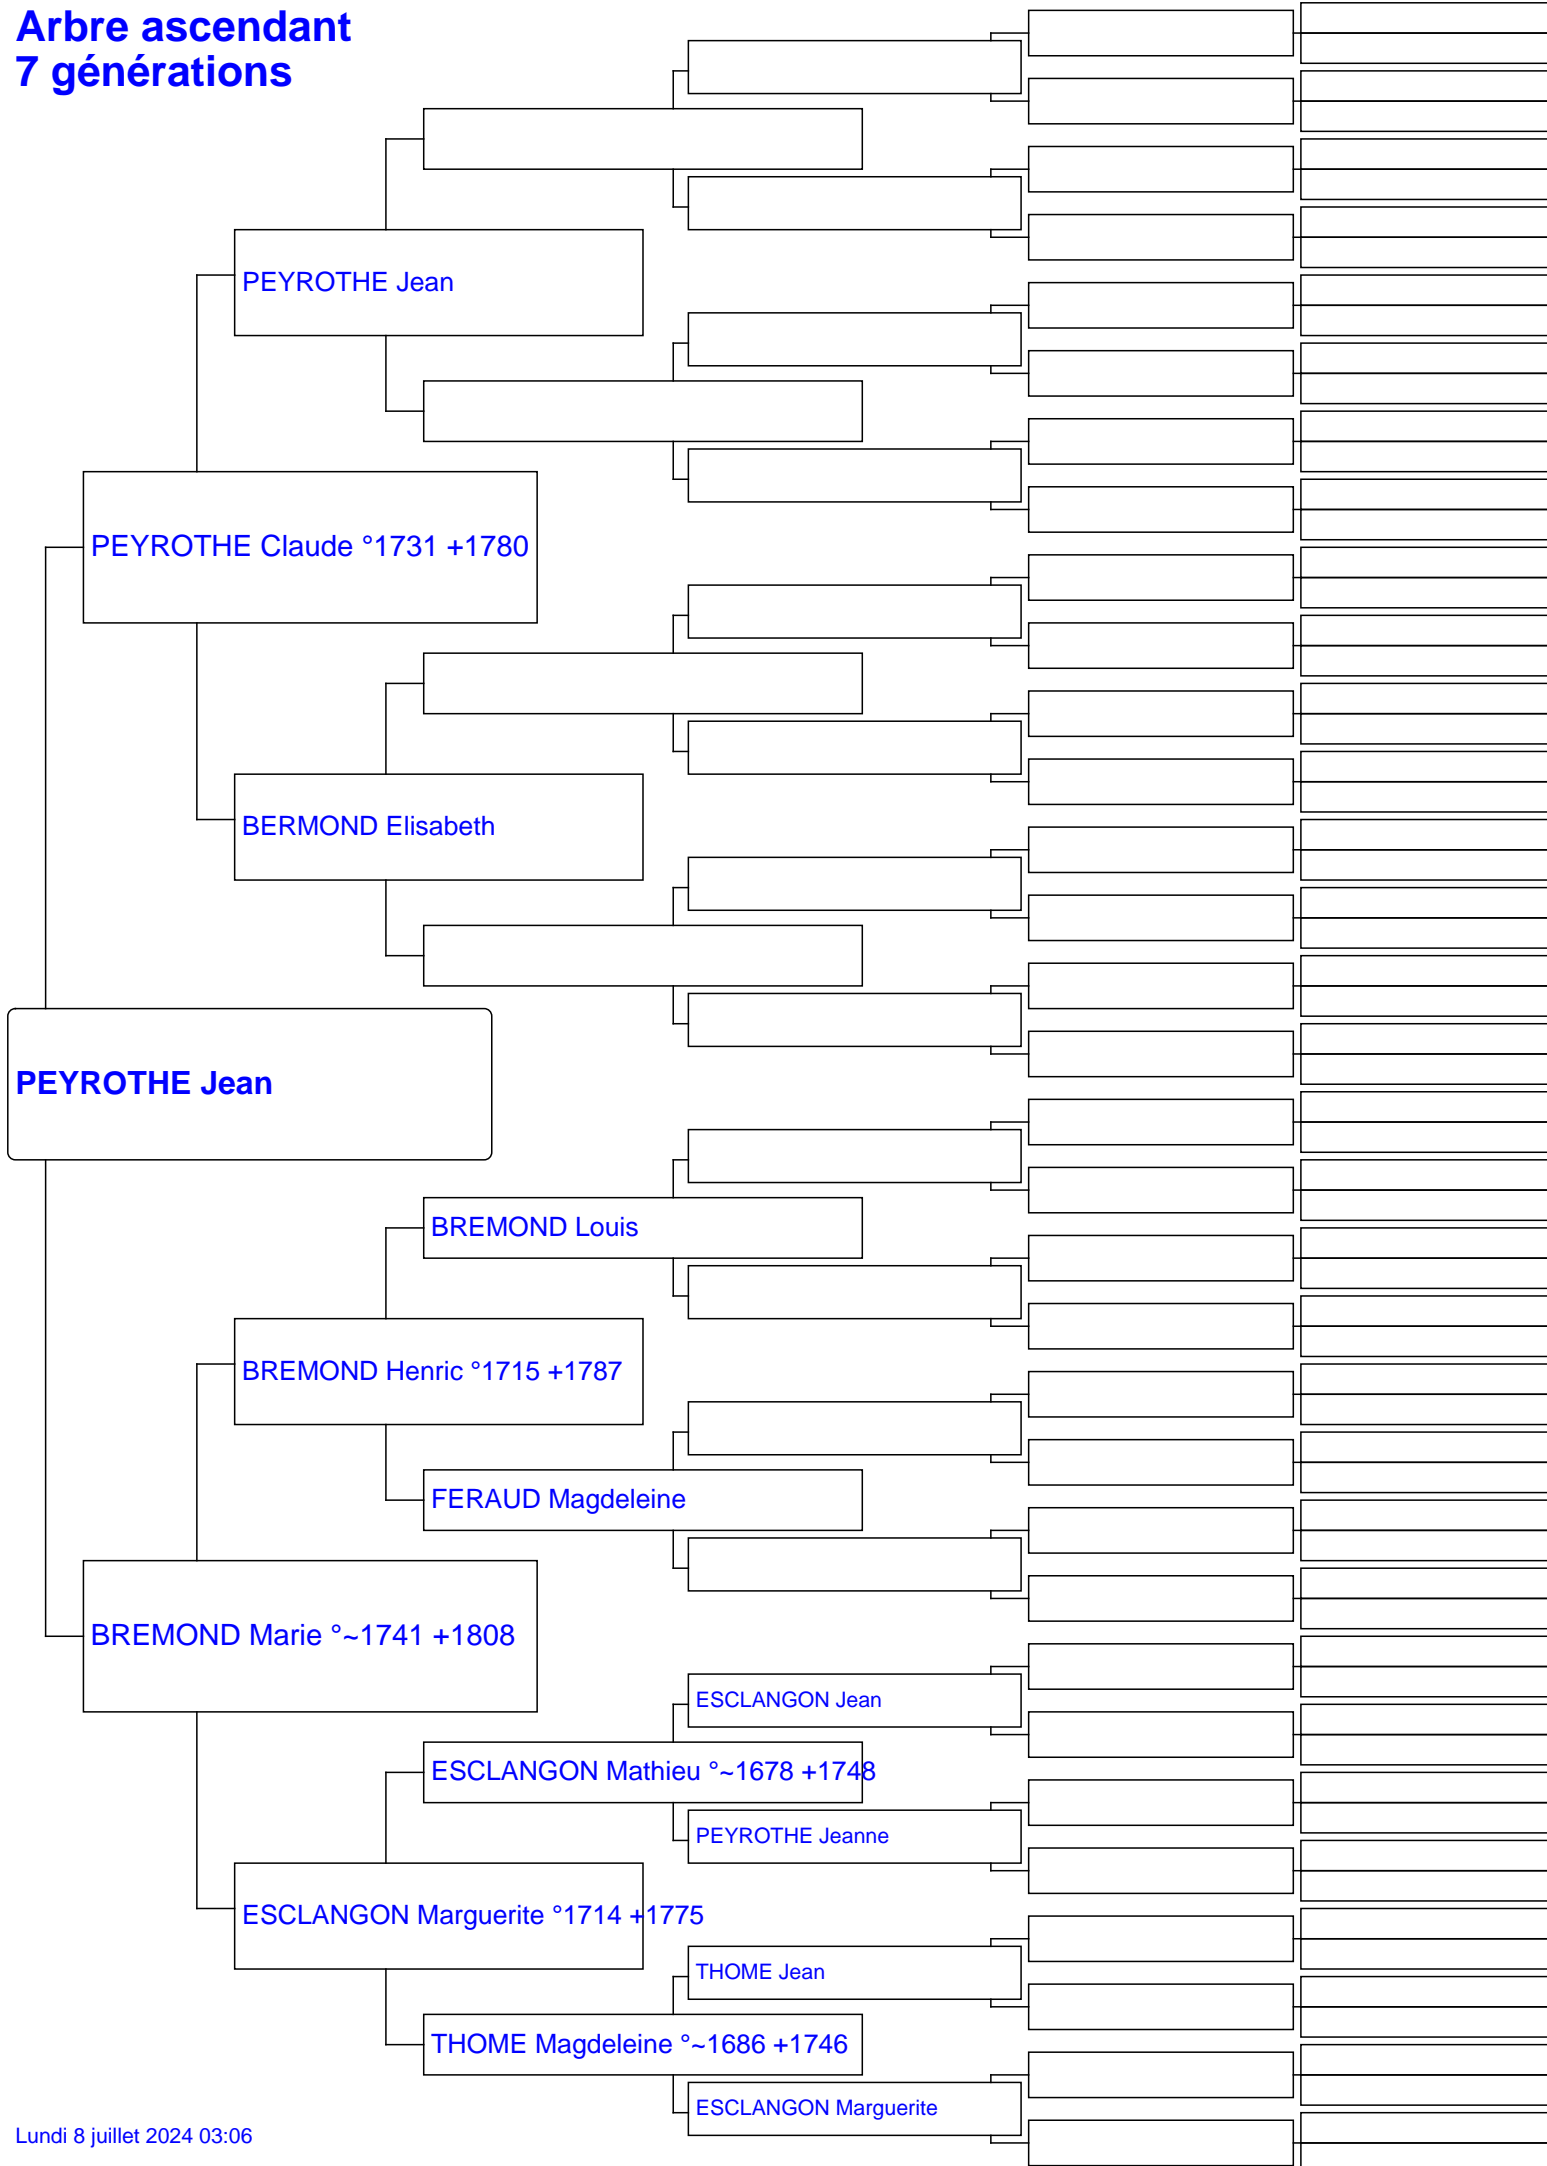 Arbre ascendant
7 générations
PEYROTHE Jean
PEYROTHE Claude °1731 +1780
BERMOND Elisabeth
PEYROTHE Jean
BREMOND Louis
BREMOND Henric °1715 +1787
FERAUD Magdeleine
BREMOND Marie °~1741 +1808
ESCLANGON Jean
ESCLANGON Mathieu °~1678 +1748
PEYROTHE Jeanne
ESCLANGON Marguerite °1714 +1775
THOME Jean
THOME Magdeleine °~1686 +1746
ESCLANGON Marguerite
Lundi 8 juillet 2024 03:06